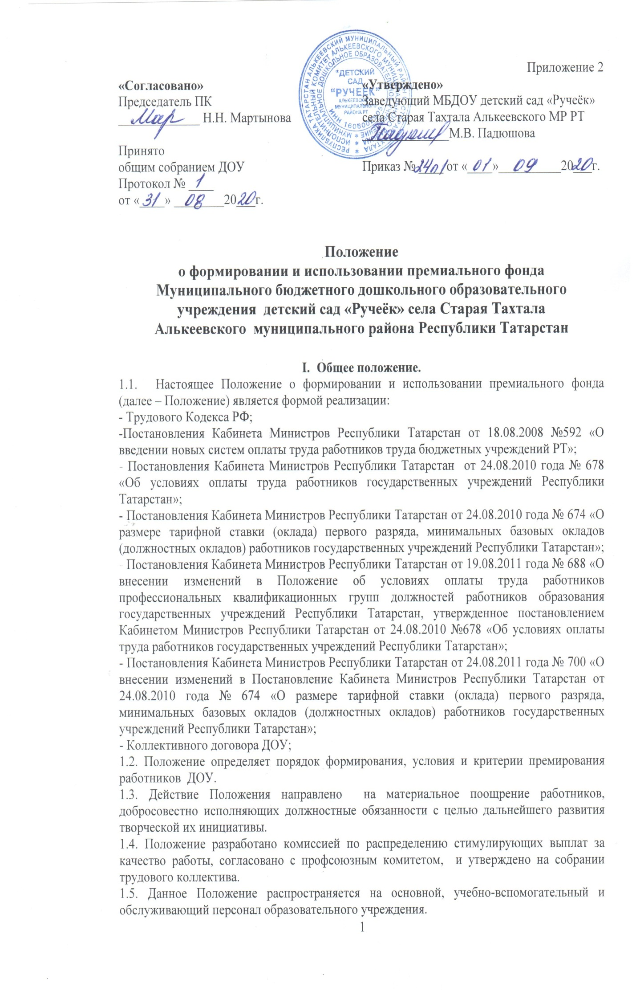 Приложение 2
«Согласовано»
Председатель ПК
Н.Н. Мартынова
Принято
общим собранием ДОУ
Протокол № 1
от «31» 08 2020г.
«Утверждено»
Заведующий МБДОУ детский сад «Ручеёк»
села Старая Тахтала Алькеевского МР РТ
М.В. Падюшова
Приказ № от «01» 09 2020г.
"ДЕТСКИЙ
САД
"РУЧЕЕК"
АЛЬКЕЕВСКОГО
МУНИЦИПАЛЬНОГО
РАЙОНА РТ
Положение
о формировании и использовании премиального фонда
Муниципального бюджетного дошкольного образовательного
учреждения детский сад «Ручеёк» села Старая Тахтала
Алькеевского муниципального района Республики Татарстан
I. Общее положение.
1.1. Настоящее Положение о формировании и использовании премиального фонда
(далее – Положение) является формой реализации:
- Трудового Кодекса РФ;
-Постановления Кабинета Министров Республики Татарстан от 18.08.2008 №592 «О
введении новых систем оплаты труда работников труда бюджетных учреждений РТ»;
- Постановления Кабинета Министров Республики Татарстан от 24.08.2010 года № 678
«Об условиях оплаты труда работников государственных учреждений Республики
Татарстан»;
- Постановления Кабинета Министров Республики Татарстан от 24.08.2010 года № 674 «О
размере тарифной ставки (оклада) первого разряда, минимальных базовых окладов
(должностных окладов) работников государственных учреждений Республики Татарстан»;
- Постановления Кабинета Министров Республики Татарстан от 19.08.2011 года № 688 «О
внесении изменений в Положение об условиях оплаты труда работников
профессиональных квалификационных групп должностей работников образования
государственных учреждений Республики Татарстан, утвержденное постановлением
Кабинетом Министров Республики Татарстан от 24.08.2010 №678 «Об условиях оплаты
труда работников государственных учреждений Республики Татарстан»;
- Постановления Кабинета Министров Республики Татарстан от 24.08.2011 года № 700 «О
внесении изменений в Постановление Кабинета Министров Республики Татарстан от
24.08.2010 года № 674 «О размере тарифной ставки (оклада) первого разряда,
минимальных базовых окладов (должностных окладов) работников государственных
учреждений Республики Татарстан»;
- Коллективного договора ДОУ;
1.2. Положение определяет порядок формирования, условия и критерии премирования
работников ДОУ.
1.3. Действие Положения направлено на материальное поощрение работников,
добросовестно исполняющих должностные обязанности с целью дальнейшего развития
творческой их инициативы.
1.4. Положение разработано комиссией по распределению стимулирующих выплат за
качество работы, согласовано с профсоюзным комитетом, и утверждено на собрании
трудового коллектива.
1.5. Данное Положение распространяется на основной, учебно-вспомогательный и
обслуживающий персонал образовательного учреждения.
1